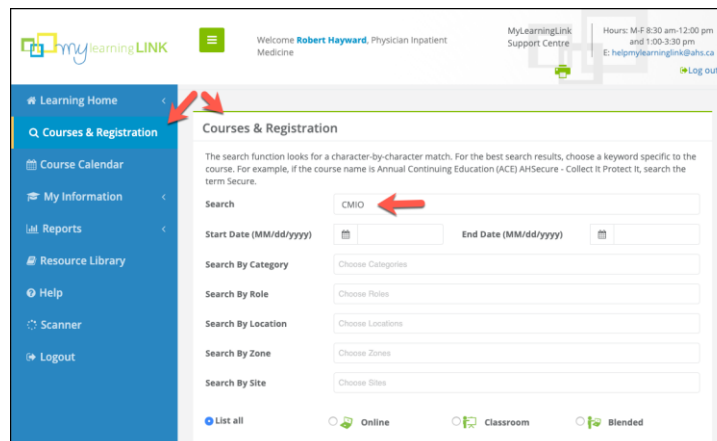 my learning LINK
Welcome Robert Hayward, Physician Inpatient
Medicine
MyLearningLink
Support Centre
Hours: M-F 8:30 am-12:00 pm
and 1:00-3:30 pm
E: helpmylearninglink@ahs.ca
Log out
Learning Home
Courses & Registration
Course Calendar
My Information
Reports
Resource Library
Help
Scanner
Logout
Courses & Registration
The search function looks for a character-by-character match. For the best search results, choose a keyword specific to the
course. For example, if the course name is Annual Continuing Education (ACE) AHSecure - Collect It Protect It, search the
term Secure.
Search CMIO
Start Date (MM/dd/yyyy) End Date (MM/dd/yyyy)
Search By Category Choose Categories
Search By Role Choose Roles
Search By Location Choose Locations
Search By Zone Choose Zones
Search By Site Choose Sites
List all Online Classroom Blended